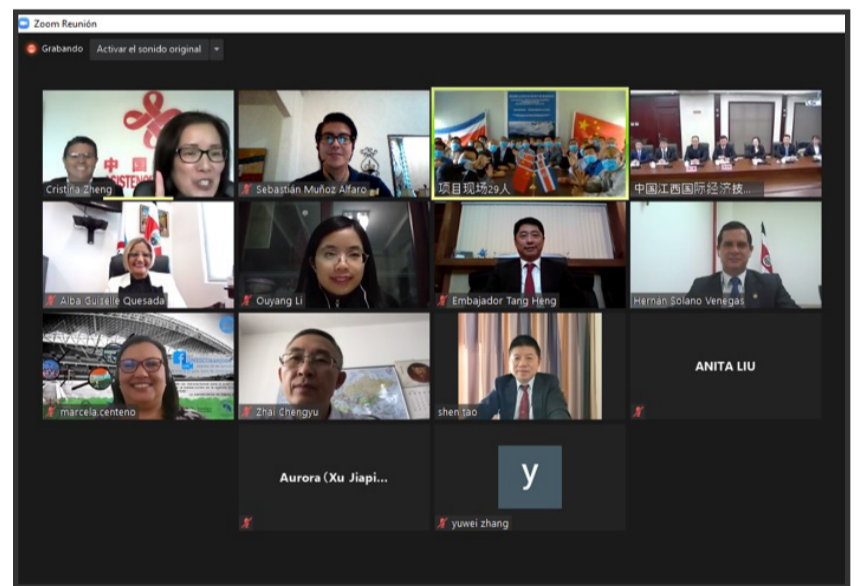 Zoom Reunión
Grabando
Activar el sonido original
中 国
Cristina Zheng
Sebastián Muñoz Alfaro
项目现场29人
中国江西国际经济技...
Alba Guiselle Quesada
Ouyang Li
Embajador Tang Heng
Hernan Solano Venegas
marcela.centeno
Zhai Chengyu
shen tao
ANITA LIU
Aurora (Xu Jiapi...
y
yuwei zhang